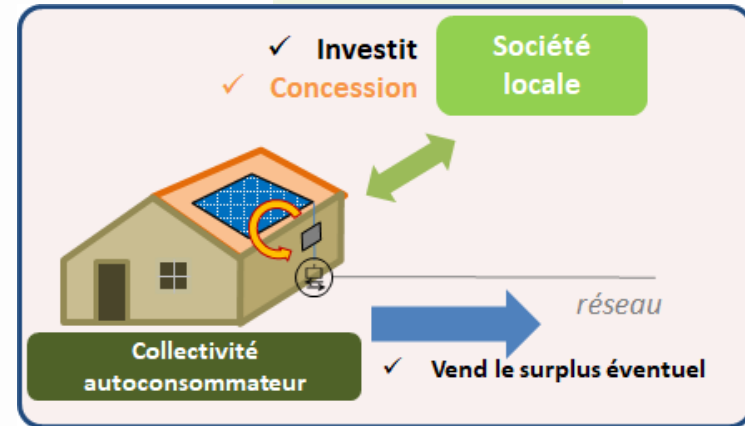 ✓ Investit
✓ Concession
Société
locale
réseau
Collectivité
autoconsommateur
✓ Vend le surplus éventuel